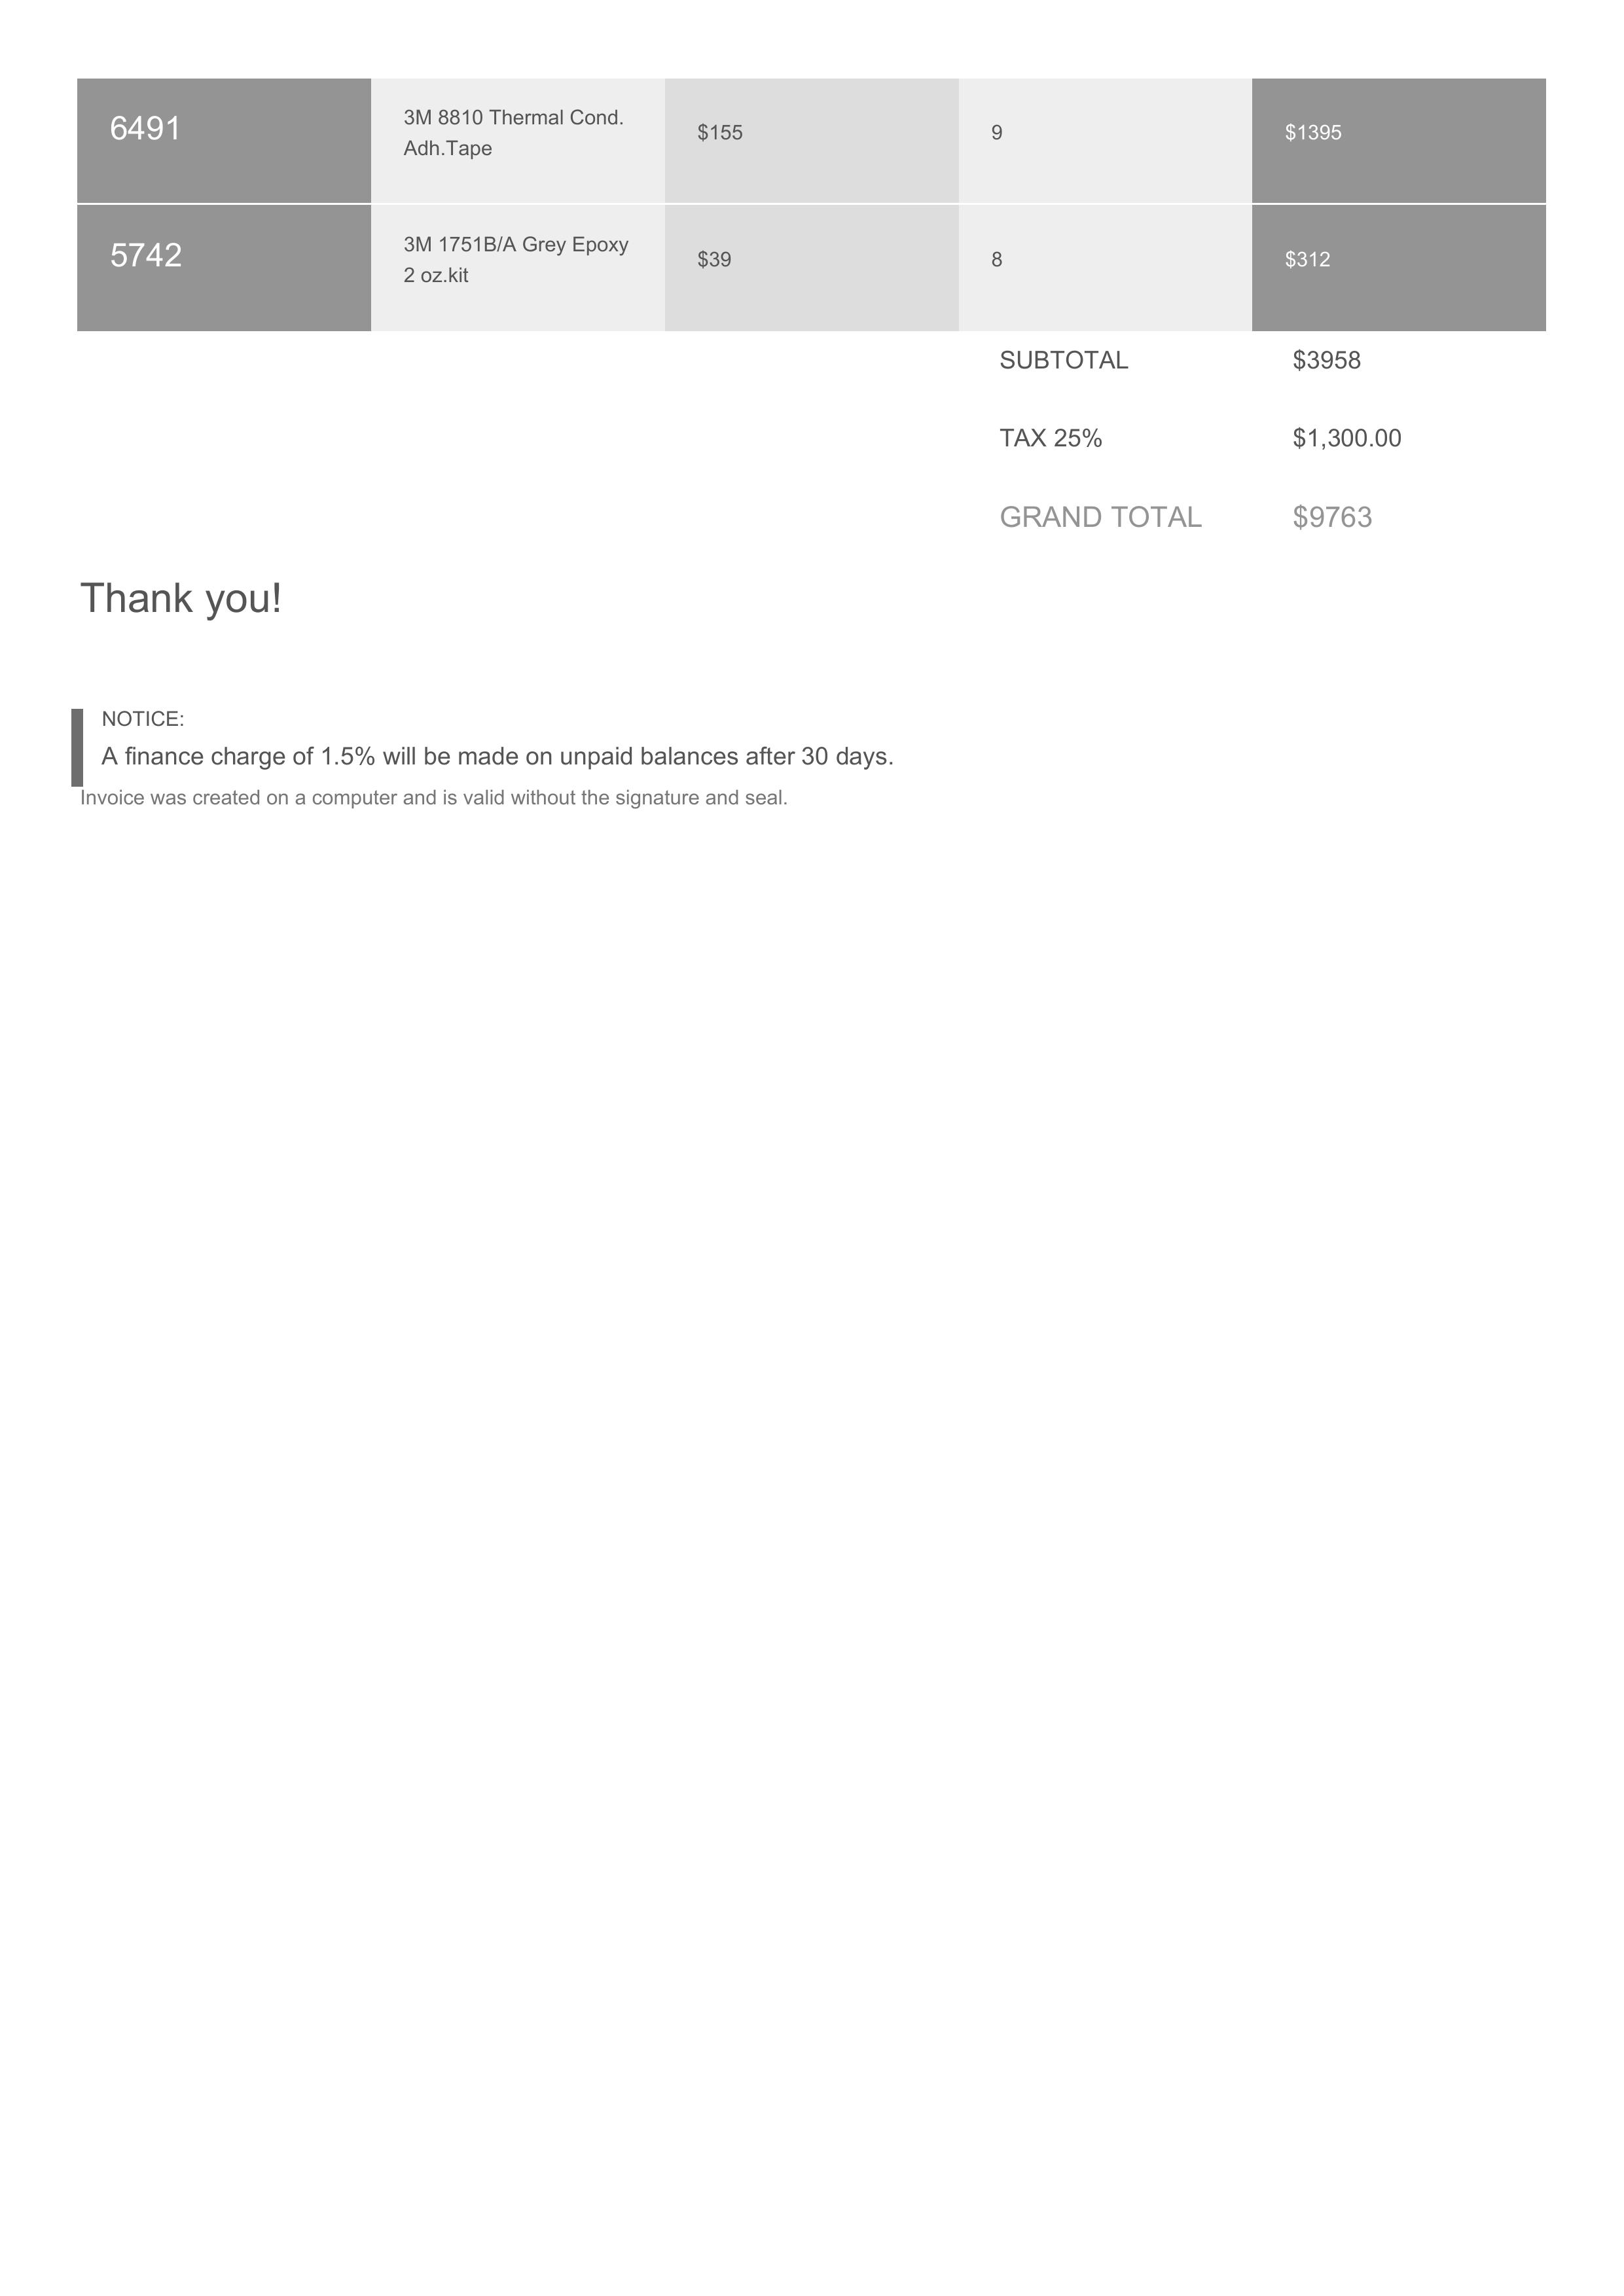 6491 3M 8810 Thermal Cond. $155 9 $1395
Adh.Tape
5742 3M 1751B/A Grey Epoxy $39 8 $312
2 oz.kit
SUBTOTAL $3958
TAX 25% $1,300.00
GRAND TOTAL $9763
Thank you!
NOTICE:
A finance charge of 1.5% will be made on unpaid balances after 30 days.
Invoice was created on a computer and is valid without the signature and seal.